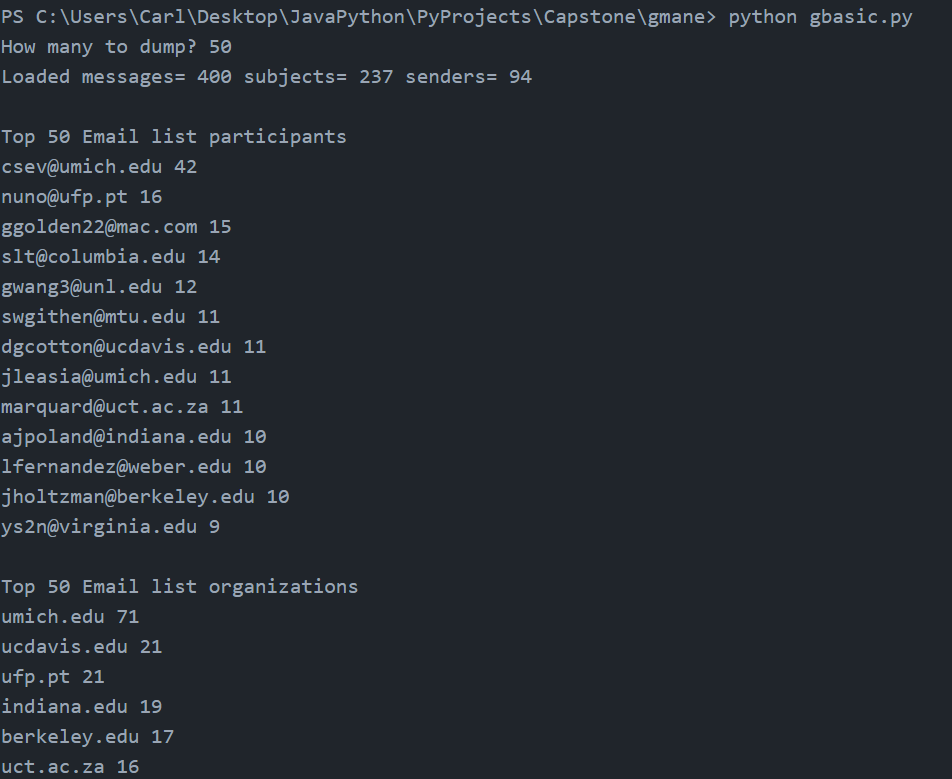 PS C:\Users\Carl\Desktop\JavaPython\PyProjects\Capstone\gmane> python gbasic.py
How many to dump? 50
Loaded messages= 400 subjects= 237 senders= 94
Top 50 Email list participants
csev@umich.edu 42
nuno@ufp.pt 16
ggolden22@mac.com 15
slt@columbia.edu 14
gwang3@unl.edu 12
swgithen@mtu.edu 11
dgcotton@ucdavis.edu 11
jleasia@umich.edu 11
marquard@uct.ac.za 11
ajpoland@indiana.edu 10
lfernandez@weber.edu 10
jholtzman@berkeley.edu 10
ys2n@virginia.edu 9
Top 50 Email list organizations
umich.edu 71
ucdavis.edu 21
ufp.pt 21
indiana.edu 19
berkeley.edu 17
uct.ac.za 16